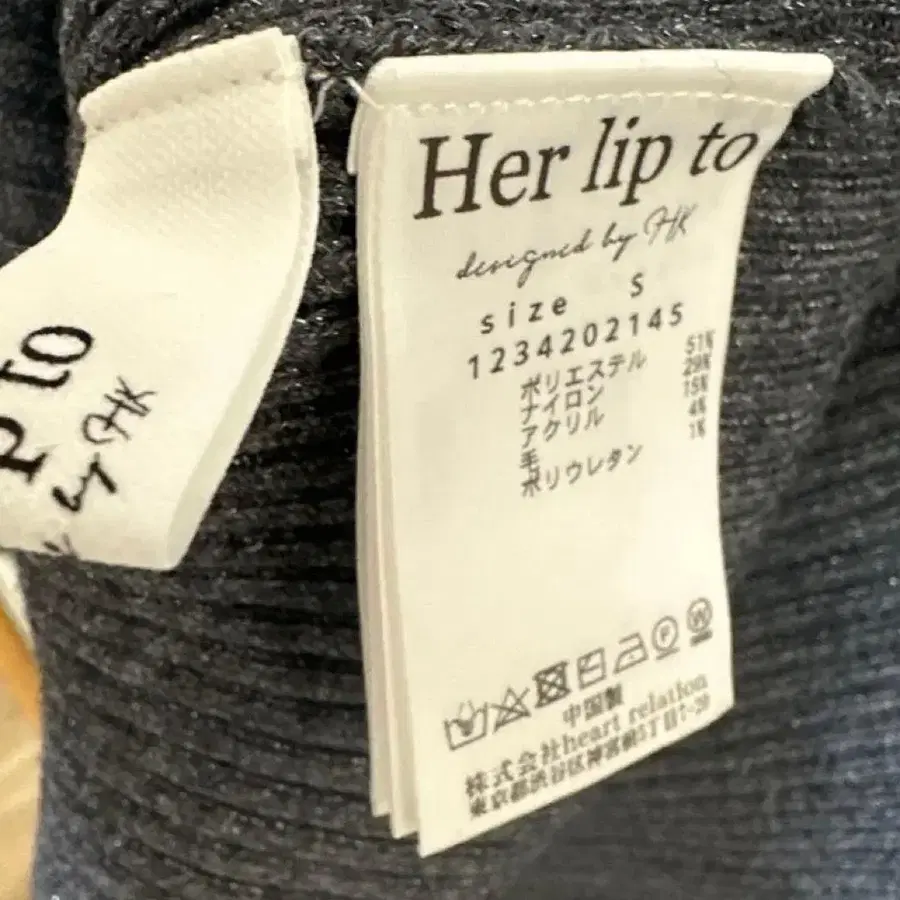 p to
by HK
Her lip to
designed by HK
size S
1234202145
ポリエステル 51%
ナイロン 29%
アクリル 15%
毛 4%
ポリウレタン 1%
F
W
中国製
株式会社heart relation
東京都渋谷区神宮前5丁目7-20